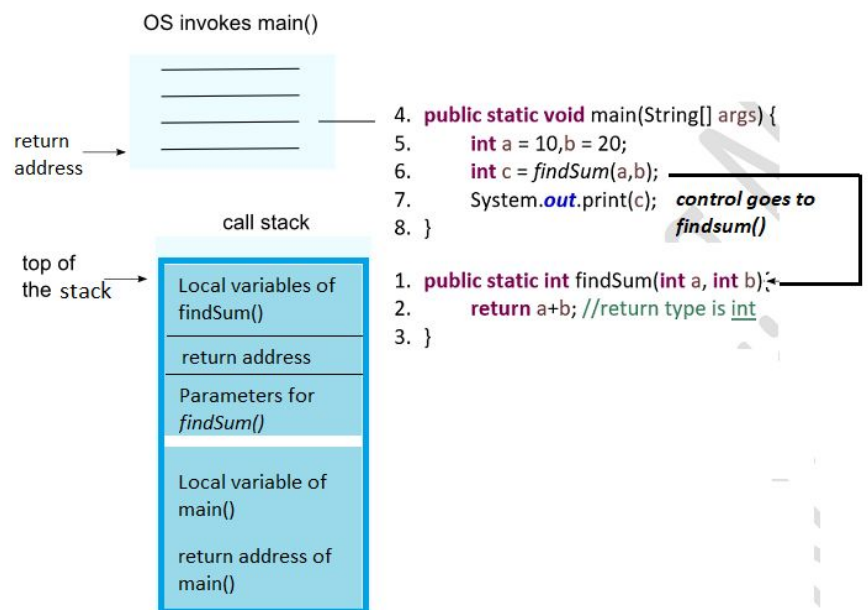 OS invokes main()
return
address
4. public static void main(String[] args) {
5. int a = 10,b = 20;
6. int c = findSum(a,b);
7. System.out.print(c);
8. }
control goes to
findsum()
1. public static int findSum(int a, int b){
2. return a+b; //return type is int
3. }
call stack
top of
the stack
Local variables of
findSum()
return address
Parameters for
findSum()
Local variable of
main()
return address of
main()